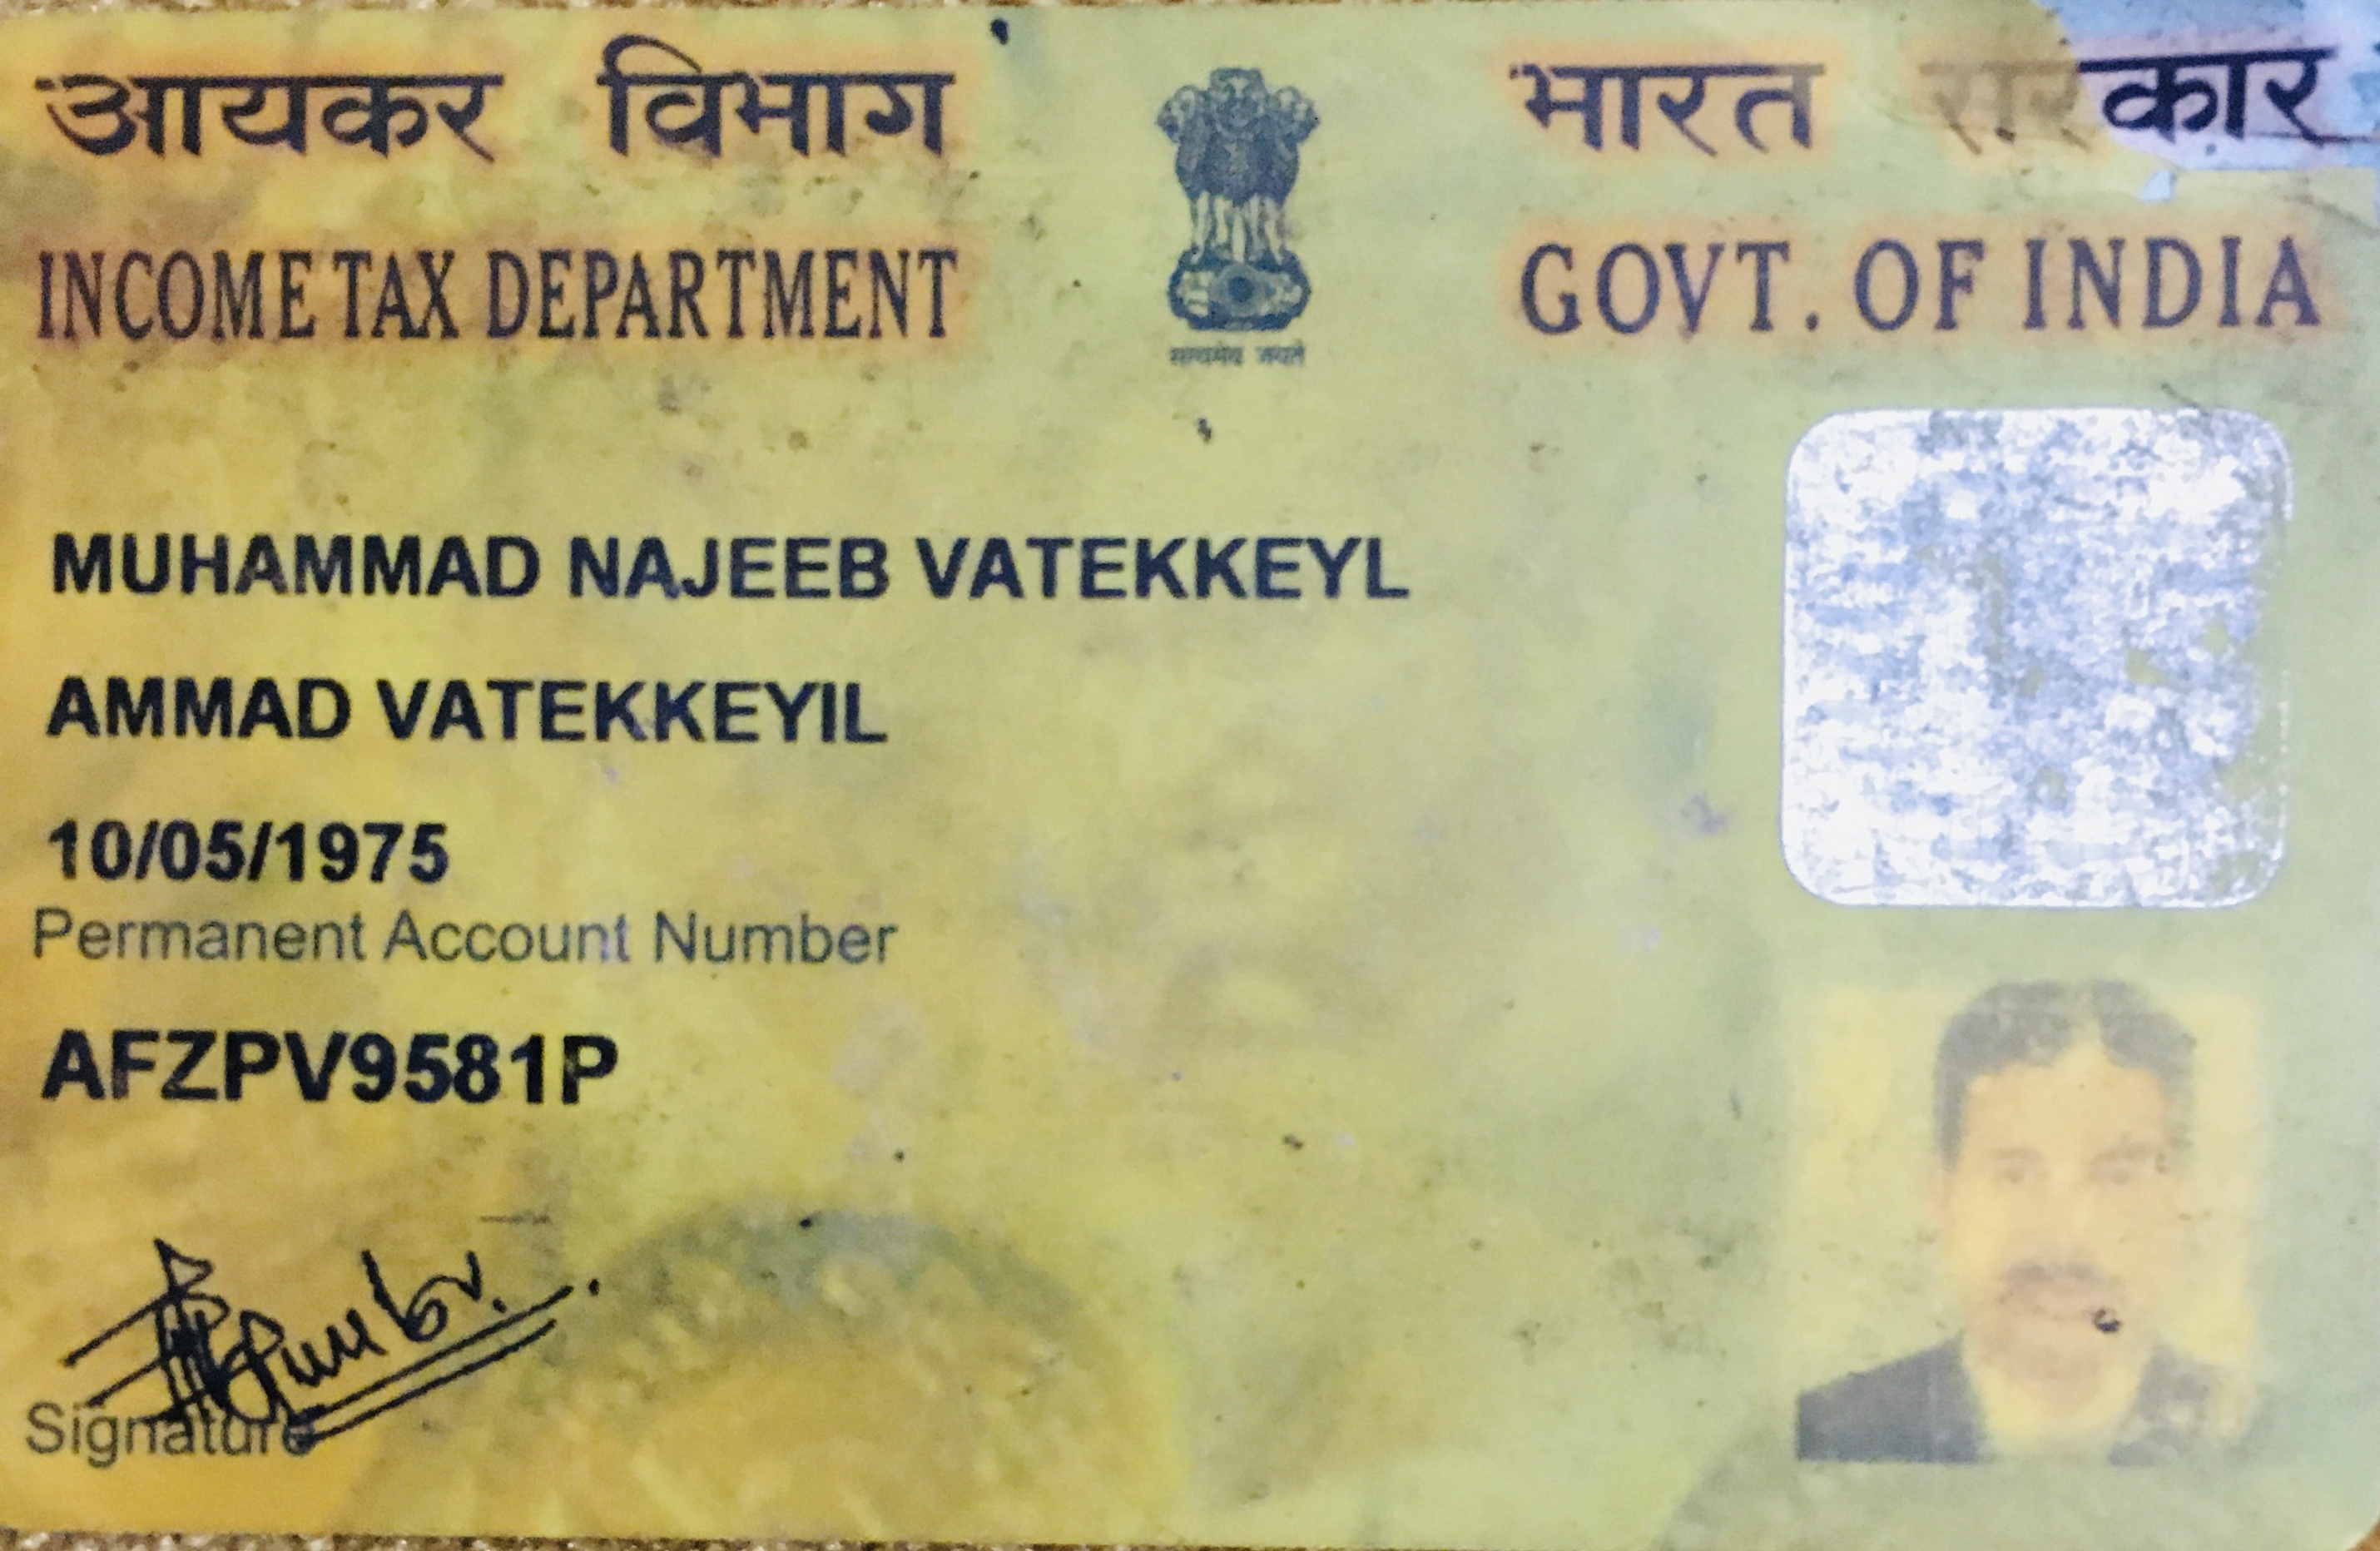 आयकर विभाग
INCOME TAX DEPARTMENT
सत्यमेव जयते
भारत सरकार
GOVT. OF INDIA
MUHAMMAD NAJEEB VATEKKEYL
AMMAD VATEKKEYIL
10/05/1975
Permanent Account Number
AFZPV9581P
Signature